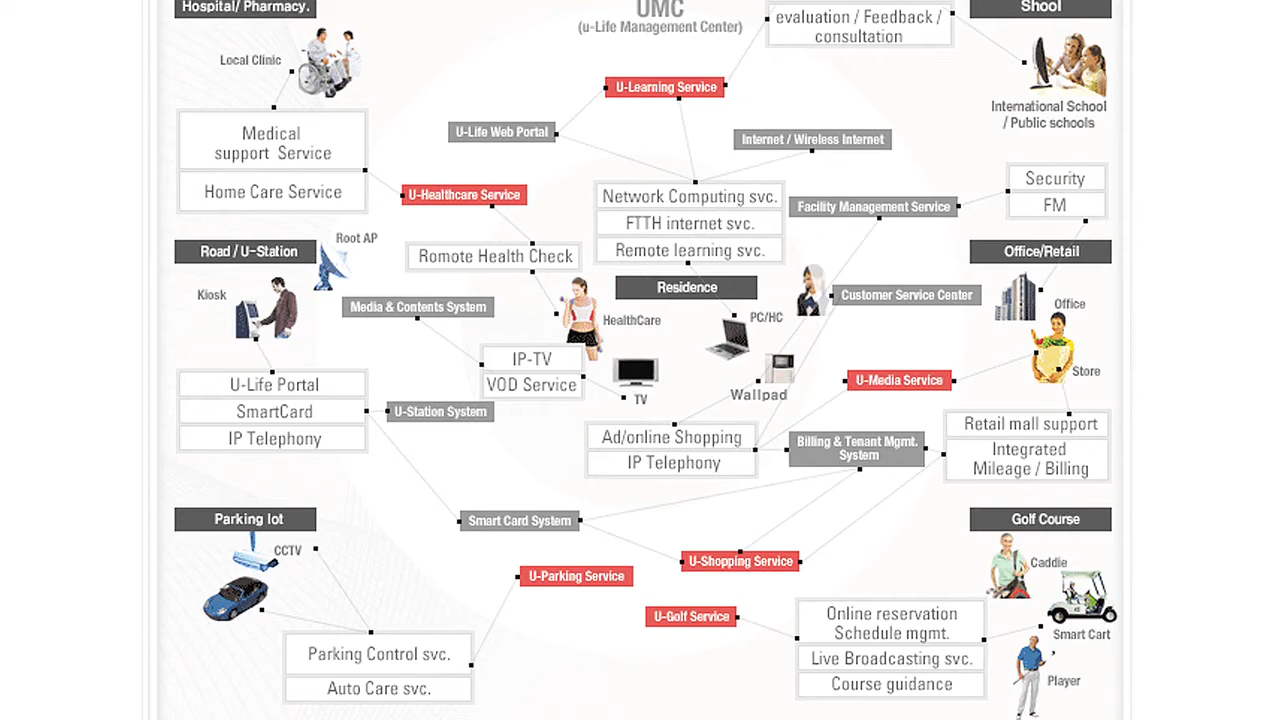 Hospital/ Pharmacy.
UMC
(u-Life Management Center)
evaluation / Feedback /
consultation
Shool
Local Clinic
U-Learning Service
International School
/ Public schools
Medical
support Service
Home Care Service
U-Life Web Portal
Internet / Wireless Internet
U-Healthcare Service
Network Computing svc.
FTTH internet svc.
Remote learning svc.
Facility Management Service
Security
FM
Road / U-Station
Root AP
Romote Health Check
Office/Retail
Kiosk
Media & Contents System
HealthCare
Residence
PC/HC
Customer Service Center
Office
IP-TV
VOD Service
TV
Wallpad
U-Media Service
Store
U-Life Portal
SmartCard
IP Telephony
U-Station System
Ad/online Shopping
IP Telephony
Billing & Tenant Mgmt.
System
Retail mall support
Integrated
Mileage / Billing
Parking lot
CCTV
Smart Card System
U-Shopping Service
U-Parking Service
Golf Course
Caddie
Smart Cart
Player
U-Golf Service
Online reservation
Schedule mgmt.
Live Broadcasting svc.
Course guidance
Parking Control svc.
Auto Care svc.